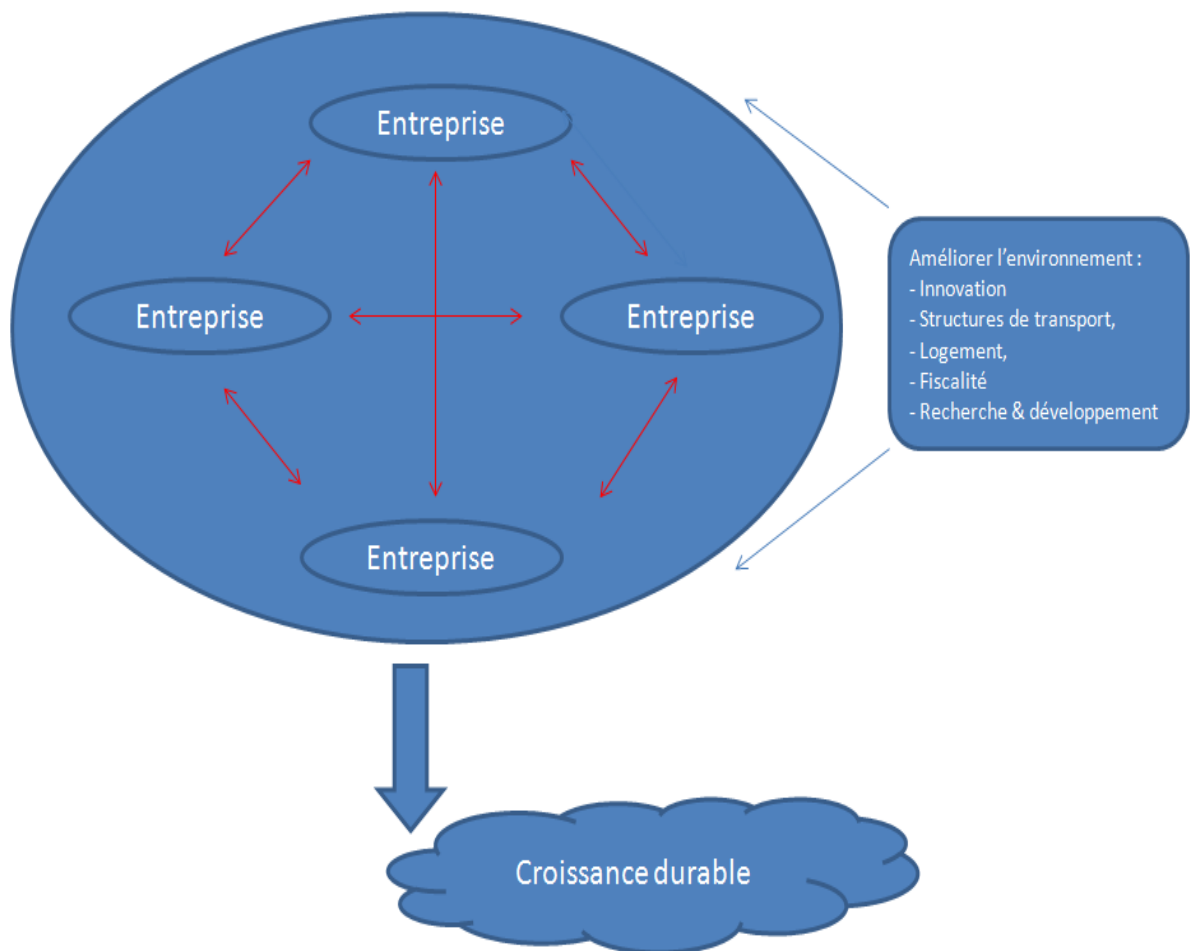 Entreprise
Entreprise
Entreprise
Entreprise
Améliorer l'environnement :
- Innovation
- Structures de transport,
- Logement,
- Fiscalité
- Recherche & développement
Croissance durable